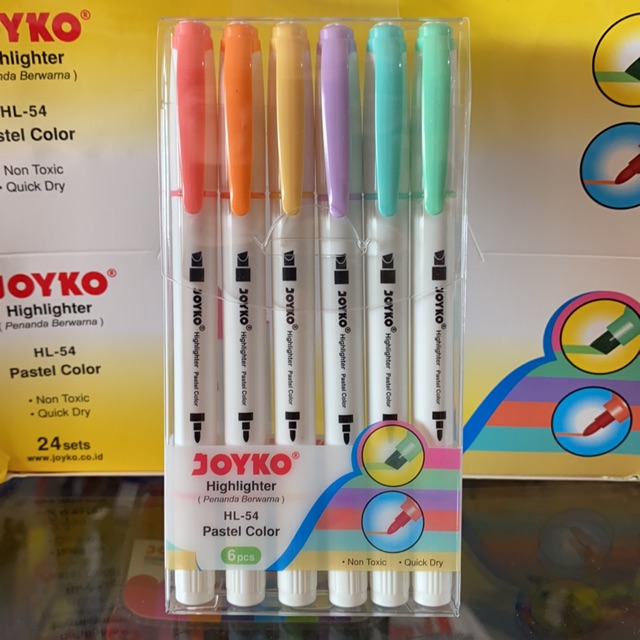 JOYKO®
Highlighter
Penanda Berwarna )
HL-54
Pastel Color
Non Toxic
• Quick Dry
JOYKO®
Highlighter
( Penanda Berwarna )
HL-54
Pastel Color
• Non Toxic
• Quick Dry
24 sets
www.joyko.co.id
JOYKO® Highlighter Pastel Color
JOYKO® Highlighter Pastel Color
JOYKO® Highlighter Pastel Color
JOYKO® Highlighter Pastel Color
JOYKO® Highlighter Pastel Color
JOYKO® Highlighter Pastel Color
JOYKO®
Highlighter
( Penanda Berwarna )
HL-54
Pastel Color
6 pcs
• Non Toxic • Quick Dry